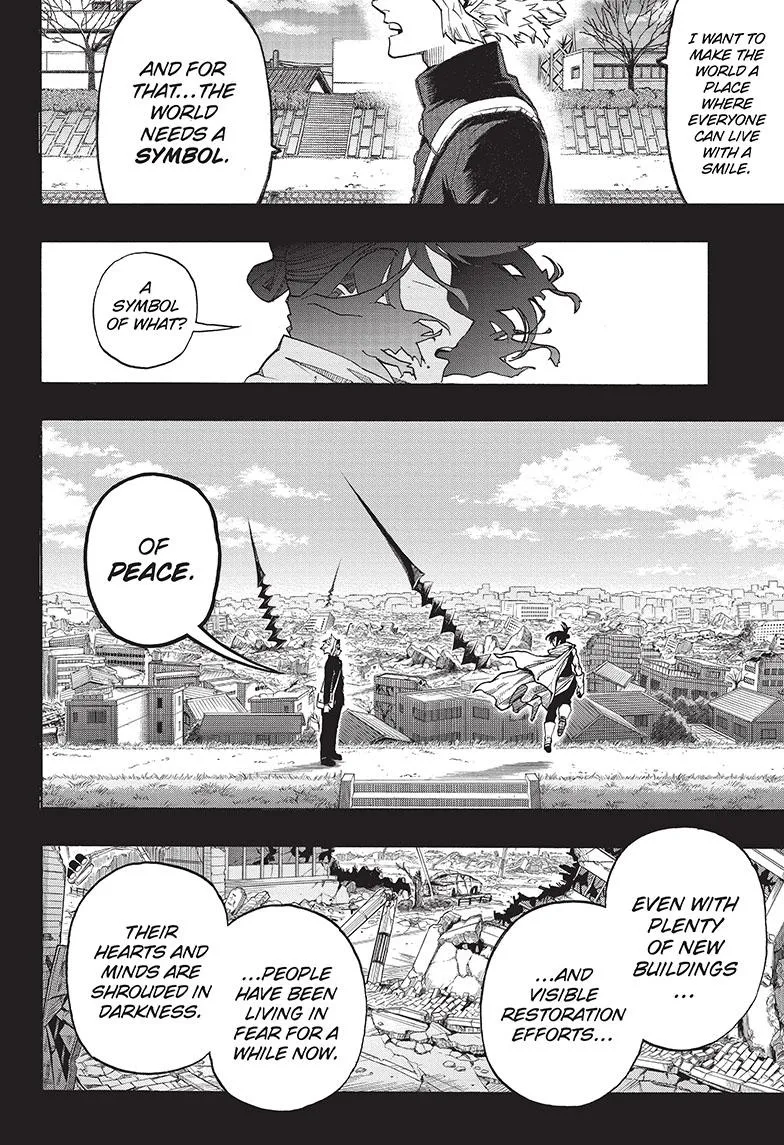 I WANT TO
MAKE THE
WORLD A
PLACE
WHERE
EVERYONE
CAN LIVE
WITH A
SMILE.
AND FOR
THAT...THE
WORLD
NEEDS A
SYMBOL.
A
SYMBOL
OF WHAT?
OF
PEACE.
EVEN WITH
PLENTY
OF NEW
BUILDINGS
...
...AND
VISIBLE
RESTORATION
EFFORTS...
...PEOPLE
HAVE BEEN
LIVING IN
FEAR FOR A
WHILE NOW.
THEIR
HEARTS AND
MINDS ARE
SHROUDED IN
DARKNESS.